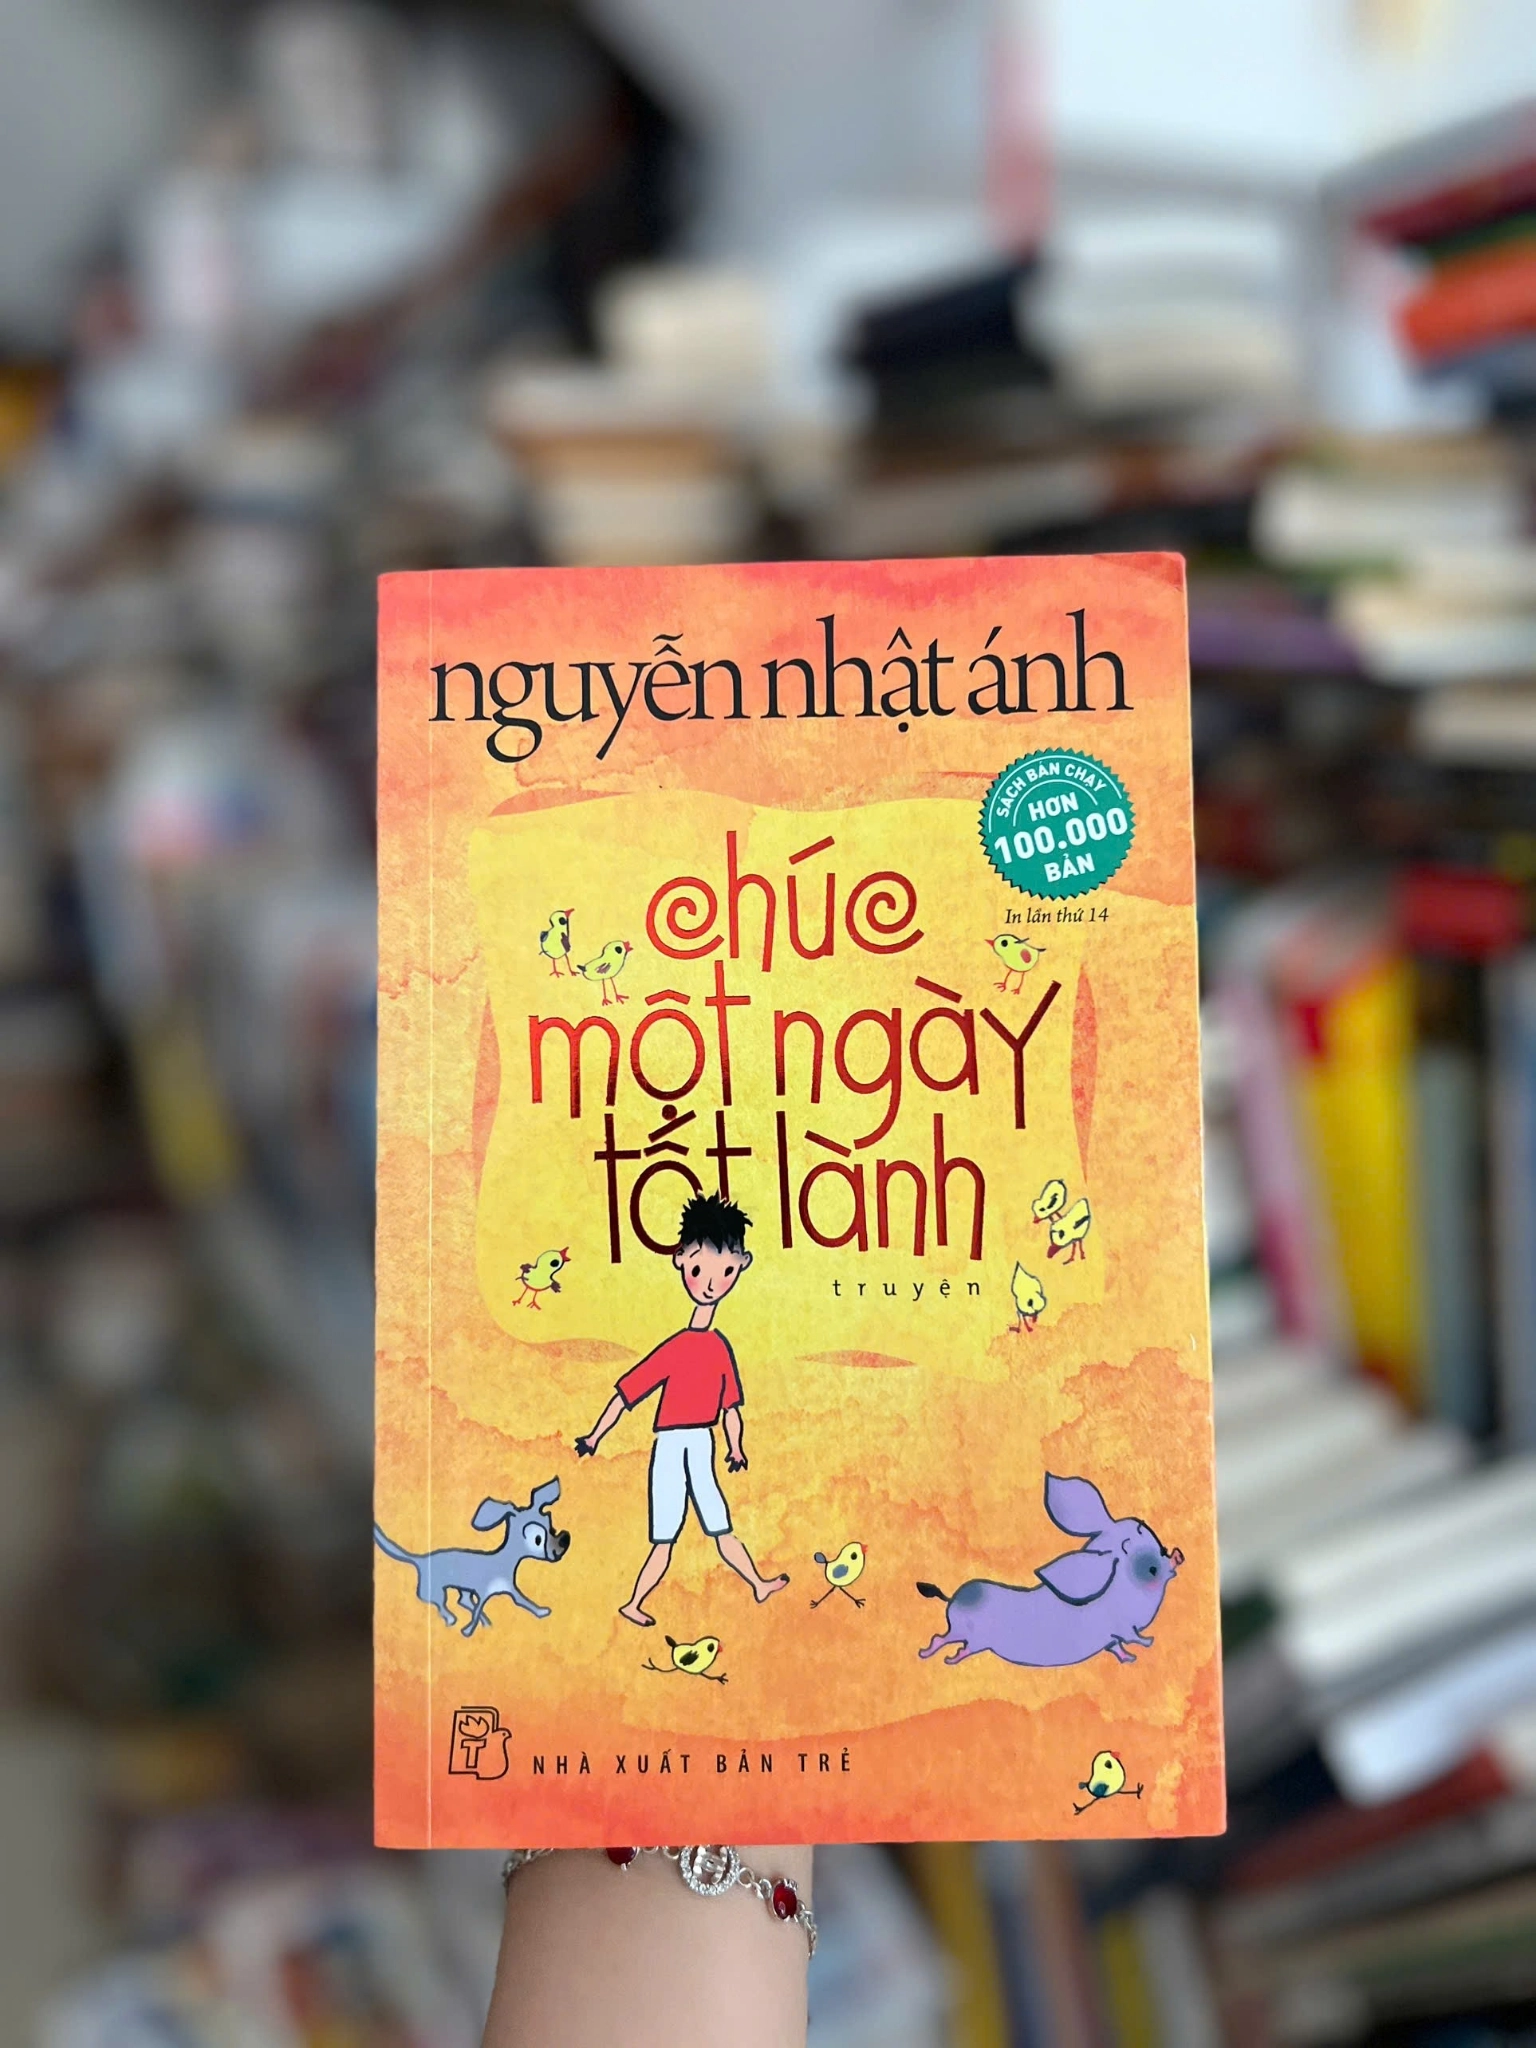 nguyễn nhật ánh
SÁCH BÁN CHẠY
HƠN
100.000
BẢN
In lần thứ 14
chúc
một ngày
tốt lành
truyện
T
NHÀ XUẤT BẢN TRẺ